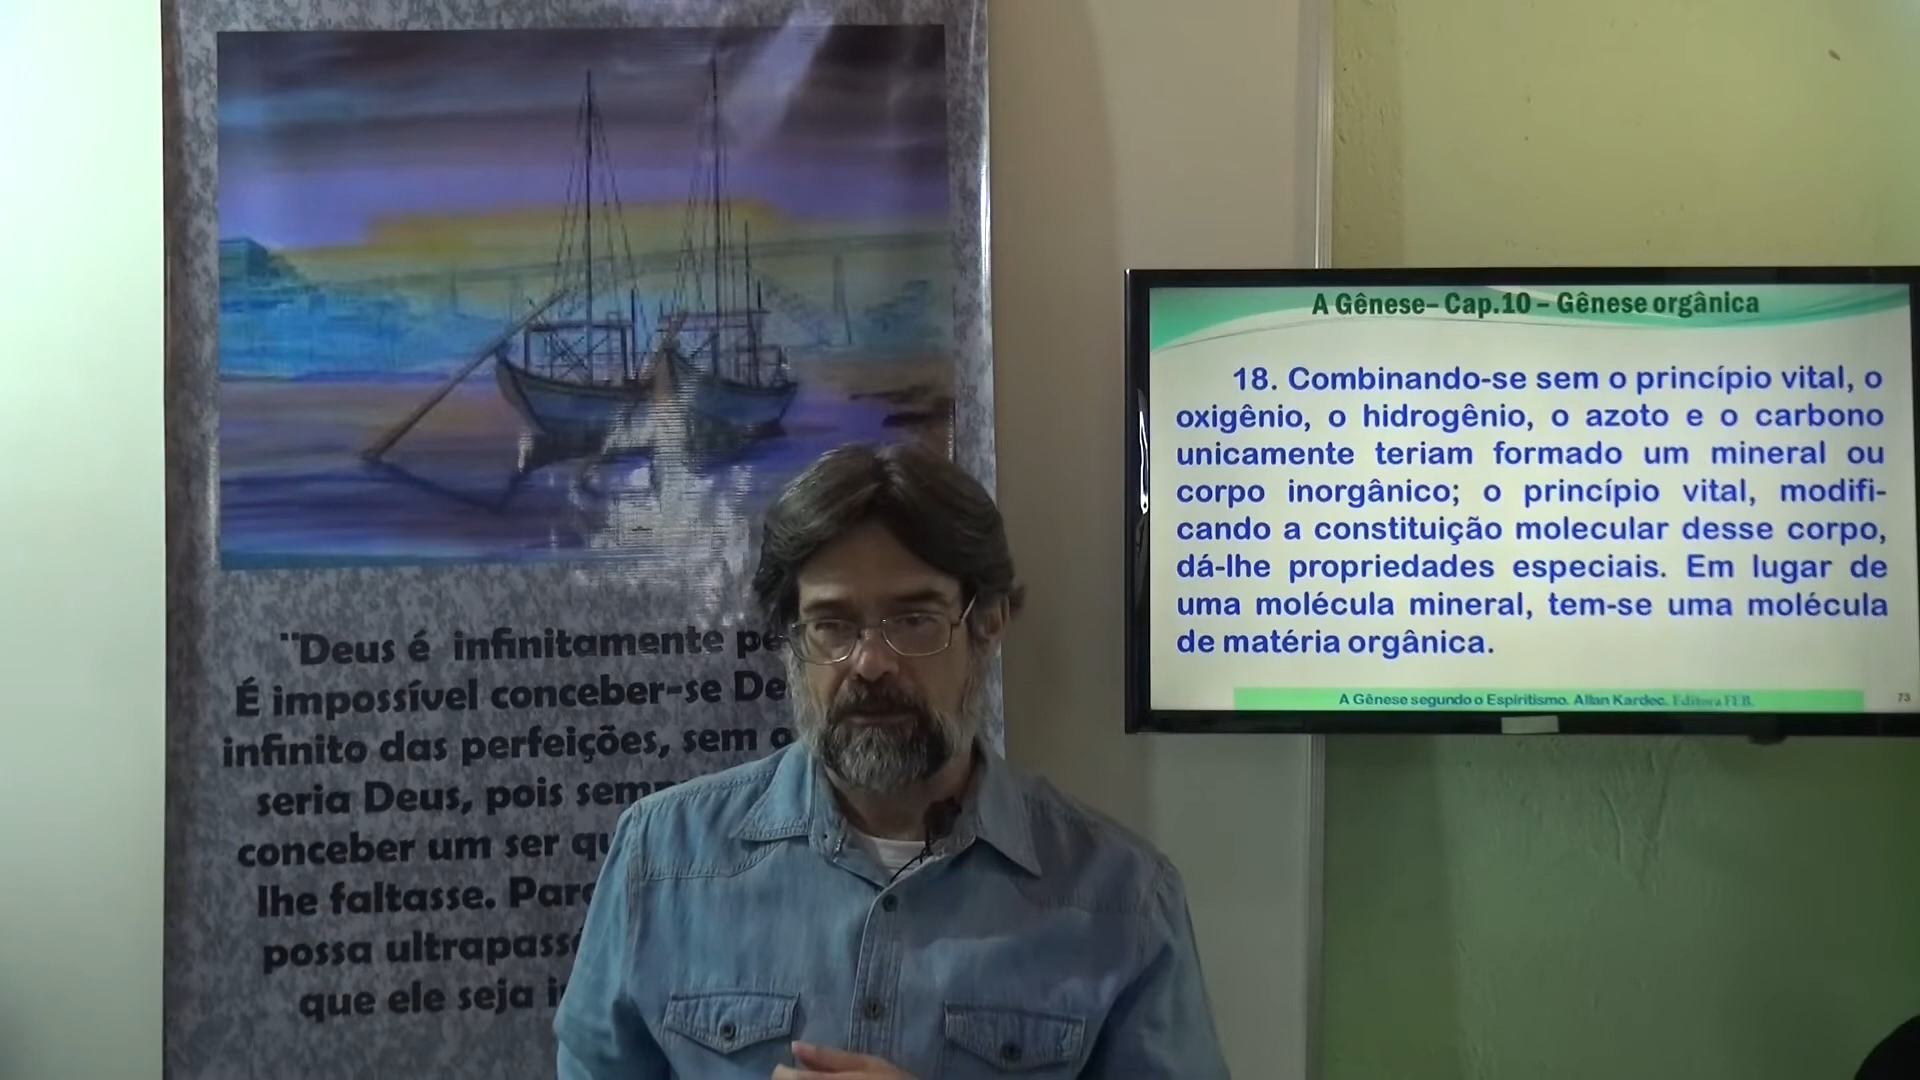 ¨Deus é infinitamente
É impossível conceber-se
infinito das perfeições, sem
seria Deus, pois
conceber um ser
lhe faltasse.
possa
que ele seja
A Gênese– Cap.10 – Gênese orgânica
18. Combinando-se sem o princípio vital, o
oxigênio, o hidrogênio, o azoto e o carbono
unicamente teriam formado um mineral ou
corpo inorgânico; o princípio vital, modifi-
cando a constituição molecular desse corpo,
dá-lhe propriedades especiais. Em lugar de
uma molécula mineral, tem-se uma molécula
de matéria orgânica.
A Gênese segundo o Espiritismo. Allan Kardec. Editora FEB.
73